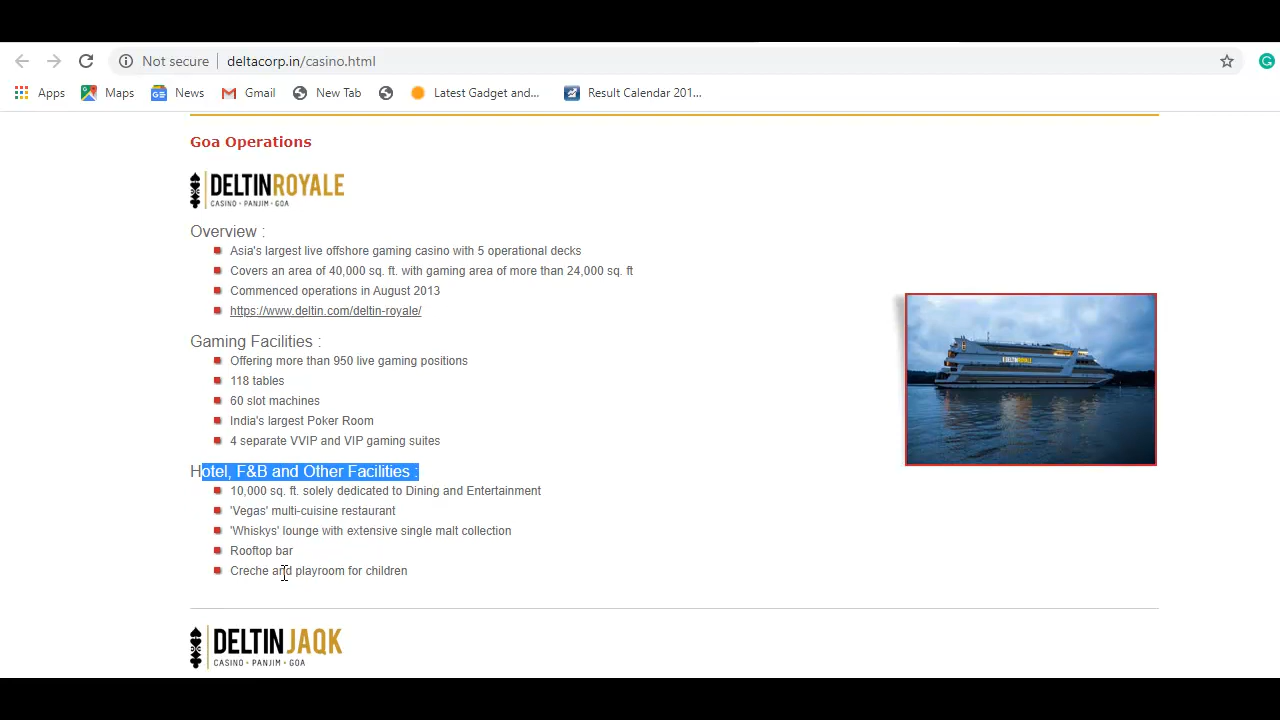 Not secure
deltacorp.in/casino.html
Apps
Maps
News
Gmail
New Tab
Latest Gadget and...
Result Calendar 201...
Goa Operations
DELTINROYALE
CASINO • PANJIM • GOA
Overview :
Asia's largest live offshore gaming casino with 5 operational decks
Covers an area of 40,000 sq. ft. with gaming area of more than 24,000 sq. ft
Commenced operations in August 2013
https://www.deltin.com/deltin-royale/
Gaming Facilities :
Offering more than 950 live gaming positions
118 tables
60 slot machines
India's largest Poker Room
4 separate VVIP and VIP gaming suites
DELTINROYALE
Hotel, F&B and Other Facilities :
10,000 sq. ft. solely dedicated to Dining and Entertainment
'Vegas' multi-cuisine restaurant
'Whiskys' lounge with extensive single malt collection
Rooftop bar
Creche and playroom for children
DELTINJAQK
CASINO • PANJIM • GOA